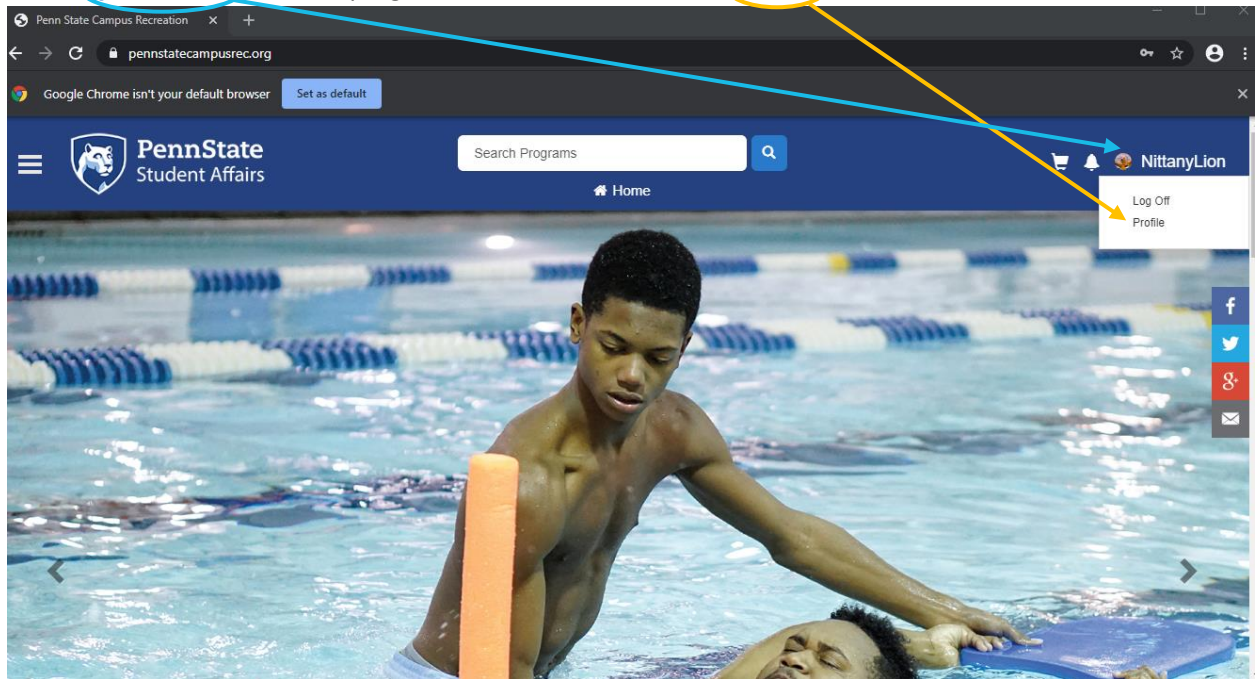 Penn State Campus Recreation
pennstatecampusrec.org
Google Chrome isn't your default browser
Set as default
PennState
Student Affairs
Search Programs
Home
NittanyLion
Log Off
Profile